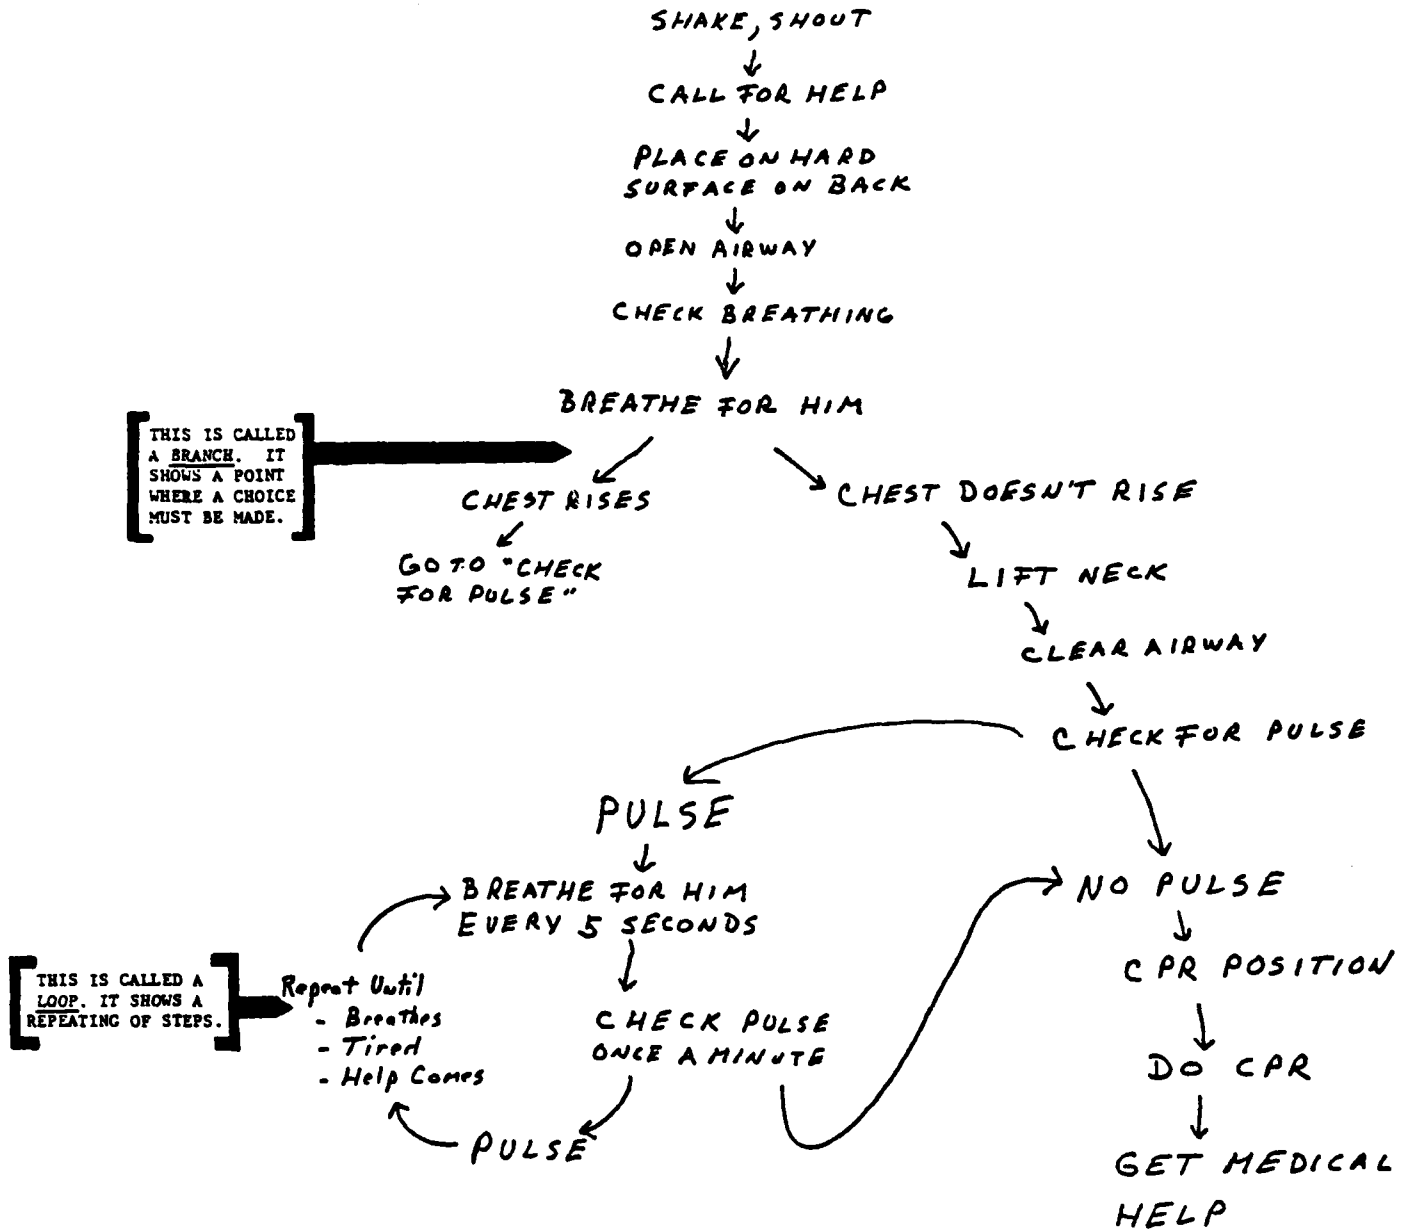 SHAKE, SHOUT
CALL FOR HELP
PLACE ON HARD
SURFACE ON BACK
OPEN AIRWAY
CHECK BREATHING
BREATHE FOR HIM
THIS IS CALLED
A BRANCH. IT
SHOWS A POINT
WHERE A CHOICE
MUST BE MADE.
CHEST RISES
GO TO "CHECK
FOR PULSE"
CHEST DOESN'T RISE
LIFT NECK
CLEAR AIRWAY
CHECK FOR PULSE
PULSE
BREATHE FOR HIM
EVERY 5 SECONDS
THIS IS CALLED A
LOOP. IT SHOWS A
REPEATING OF STEPS.
Repeat Until
- Breathes
- Tired
- Help Comes
CHECK PULSE
ONCE A MINUTE
PULSE
NO PULSE
CPR POSITION
DO CPR
GET MEDICAL
HELP